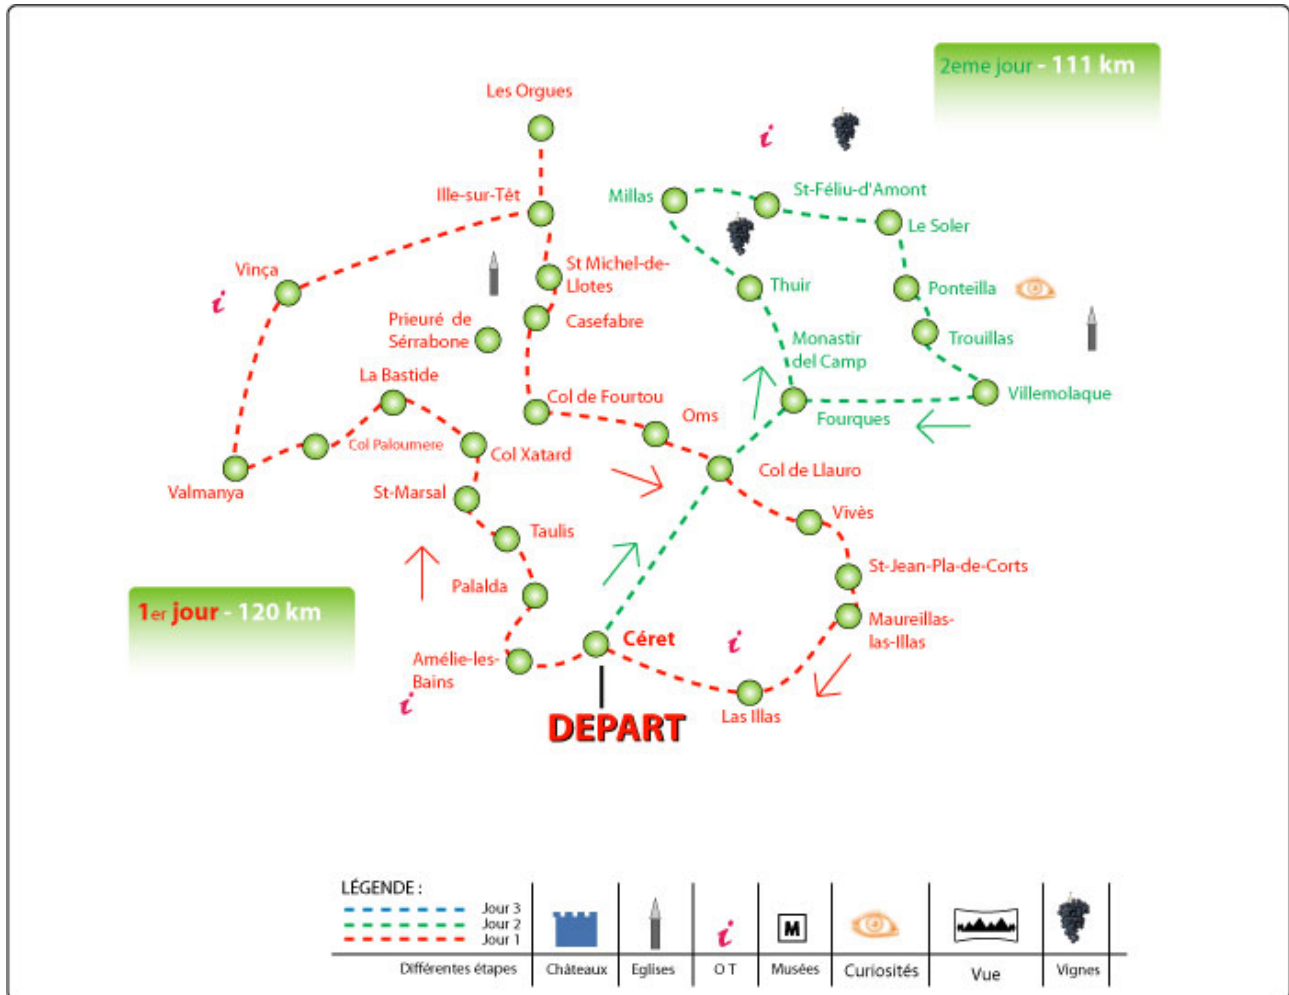 2eme jour - 111 km
Les Orgues
Ille-sur-Têt
Millas
St-Féliu-d'Amont
Le Soler
Vinça
St Michel-de-
Llotes
Thuir
Ponteilla
Prieuré de
Sérrabone
Casefabre
Monastir
del Camp
Trouillas
La Bastide
Col de Fourtou
Oms
Fourques
Villemolaque
Col Paloumere
Col Xatard
Col de Llauro
Valmanya
St-Marsal
Vivès
Taulis
St-Jean-Pla-de-Corts
Palalda
1er jour - 120 km
Maureillas-
las-Illas
Céret
Amélie-les-
Bains
Las Illas
DEPART
LÉGENDE :
Jour 3
Jour 2
Jour 1
M
Différentes étapes
Châteaux
Eglises
O T
Musées
Curiosités
Vue
Vignes